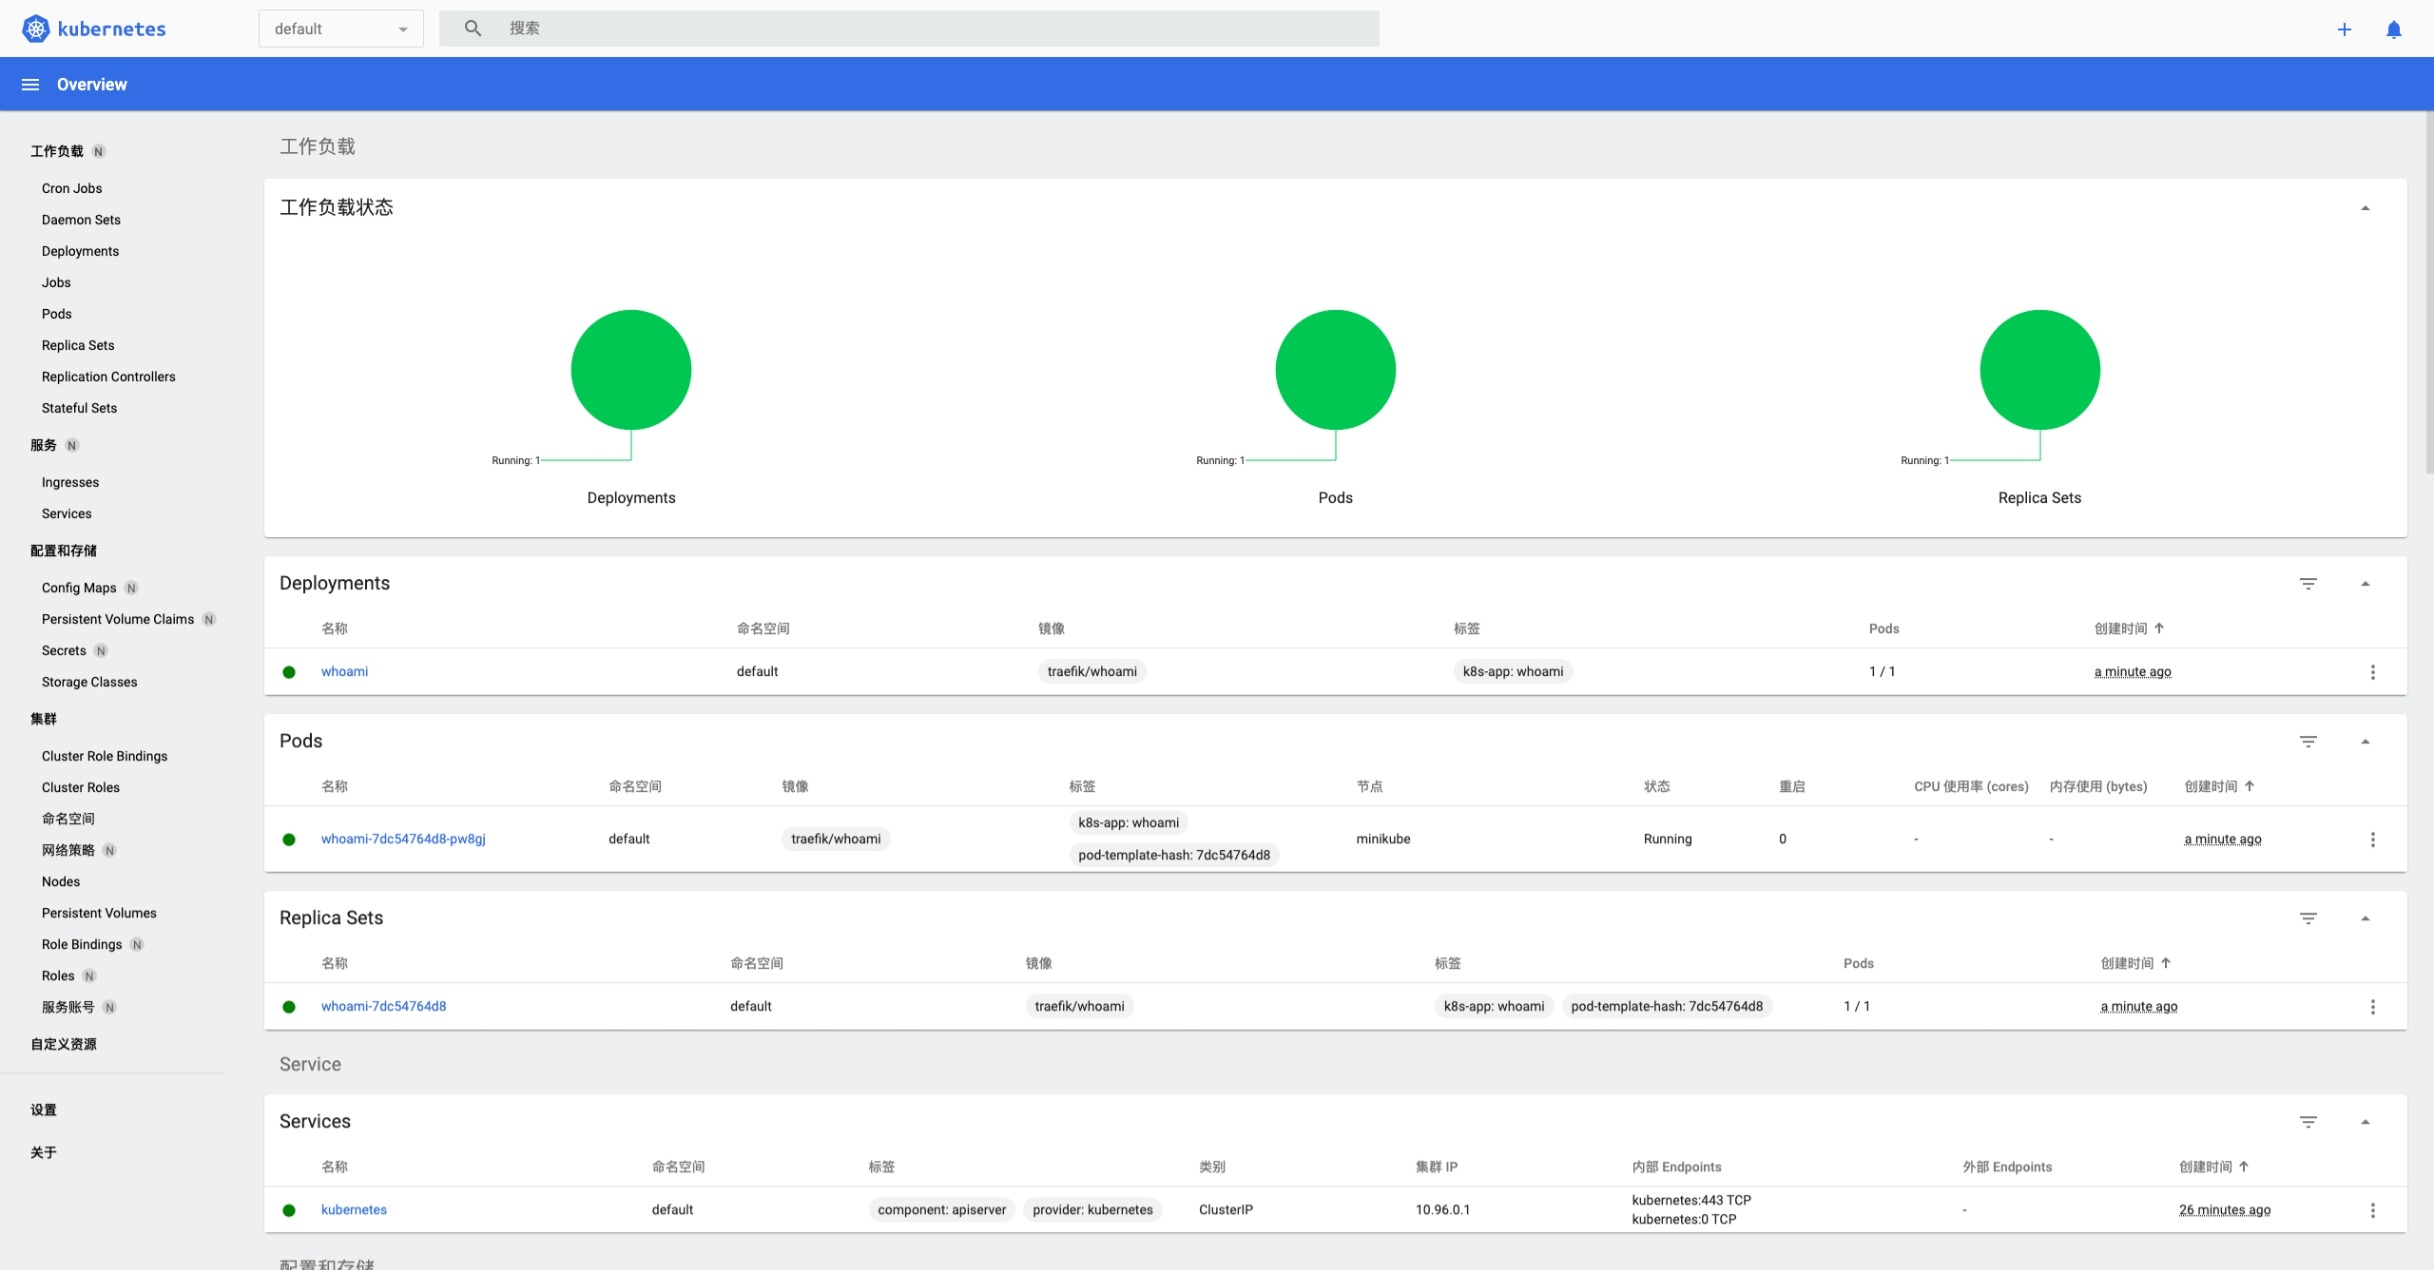 kubernetes
default
搜索
Overview
工作负载 N
Cron Jobs
Daemon Sets
Deployments
Jobs
Pods
Replica Sets
Replication Controllers
Stateful Sets
服务 N
Ingresses
Services
配置和存储
Config Maps N
Persistent Volume Claims N
Secrets N
Storage Classes
集群
Cluster Role Bindings
Cluster Roles
命名空间
网络策略 N
Nodes
Persistent Volumes
Role Bindings N
Roles N
服务账号 N
自定义资源
设置
关于
工作负载
工作负载状态
Running: 1
Deployments
Running: 1
Pods
Running: 1
Replica Sets
Deployments
名称 命名空间 镜像 标签 Pods 创建时间
whoami default traefik/whoami k8s-app: whoami 1 / 1 a minute ago
Pods
名称 命名空间 镜像 标签 节点 状态 重启 CPU 使用率 (cores) 内存使用 (bytes) 创建时间
k8s-app: whoami
whoami-7dc54764d8-pw8gj default traefik/whoami minikube Running 0 - - a minute ago
pod-template-hash: 7dc54764d8
Replica Sets
名称 命名空间 镜像 标签 Pods 创建时间
whoami-7dc54764d8 default traefik/whoami k8s-app: whoami pod-template-hash: 7dc54764d8 1 / 1 a minute ago
Service
Services
名称 命名空间 标签 类别 集群 IP 内部 Endpoints 外部 Endpoints 创建时间
kubernetes:443 TCP
kubernetes default component: apiserver provider: kubernetes ClusterIP 10.96.0.1 - 26 minutes ago
kubernetes:0 TCP
配置和存储